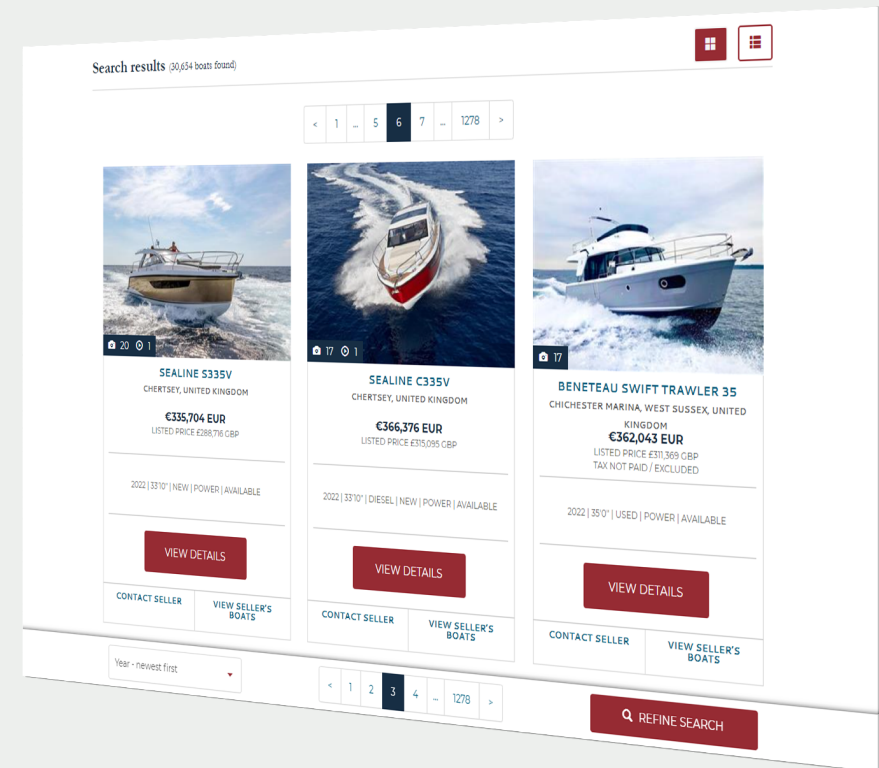 Search results (30,654 boats found)
< 1 ... 5 6 7 ... 1278 >
20 1
17 1
17
SEALINE S335V
CHERTSEY, UNITED KINGDOM
€335,704 EUR
LISTED PRICE £288,716 GBP
2022 | 33'10" | NEW | POWER | AVAILABLE
VIEW DETAILS
CONTACT SELLER
VIEW SELLER'S
BOATS
SEALINE C335V
CHERTSEY, UNITED KINGDOM
€366,376 EUR
LISTED PRICE £315,095 GBP
2022 | 33'10" | DIESEL | NEW | POWER | AVAILABLE
VIEW DETAILS
CONTACT SELLER
VIEW SELLER'S
BOATS
BENETEAU SWIFT TRAWLER 35
CHICHESTER MARINA, WEST SUSSEX, UNITED
KINGDOM
€362,043 EUR
LISTED PRICE £311,369 GBP
TAX NOT PAID / EXCLUDED
2022 | 35'0" | USED | POWER | AVAILABLE
VIEW DETAILS
CONTACT SELLER
VIEW SELLER'S
BOATS
Year - newest first
< 1 2 3 4 ... 1278 >
REFINE SEARCH